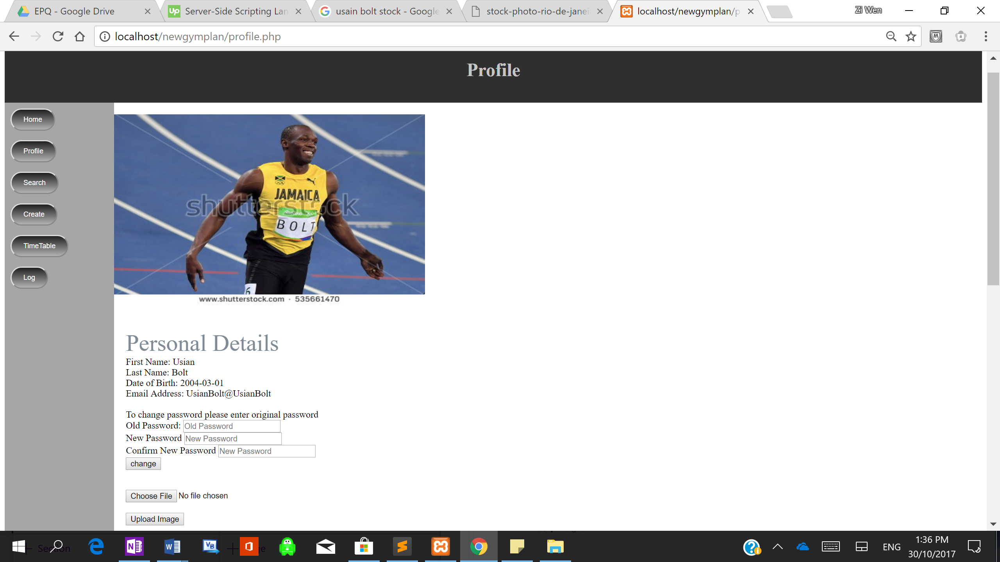 EPQ - Google Drive
Server-Side Scripting Lan
usain bolt stock - Google
stock-photo-rio-de-janei
localhost/newgymplan/p
Zi Wen
localhost/newgymplan/profile.php
Profile
Home
Profile
Search
Create
TimeTable
Log
JAMAICA
shutterstock
BOLT
6
www.shutterstock.com · 535661470
Personal Details
First Name: Usian
Last Name: Bolt
Date of Birth: 2004-03-01
Email Address: UsianBolt@UsianBolt
To change password please enter original password
Old Password: Old Password
New Password New Password
Confirm New Password New Password
change
Choose File No file chosen
Upload Image
Section
ENG
1:36 PM
30/10/2017